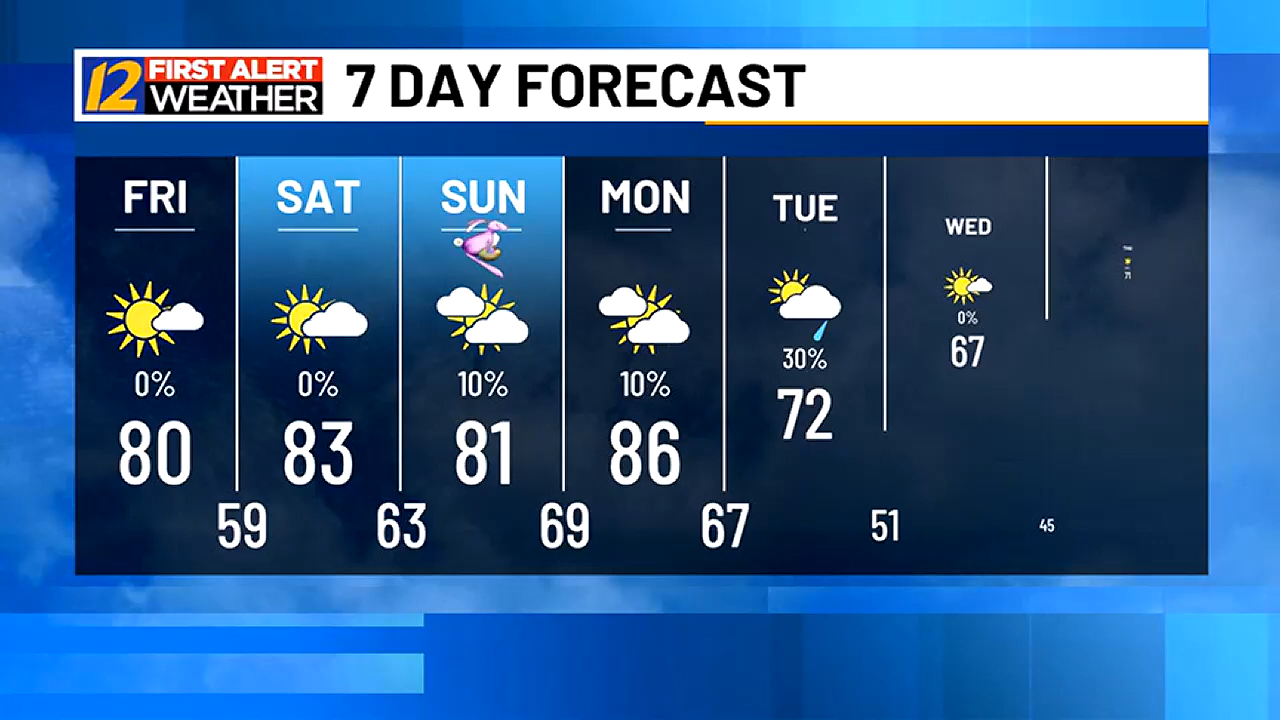 12 FIRST ALERT WEATHER
7 DAY FORECAST
FRI SAT SUN MON TUE WED
0% 0% 10% 10% 30% 0%
80 83 81 86 72 67
59 63 69 67 51 45